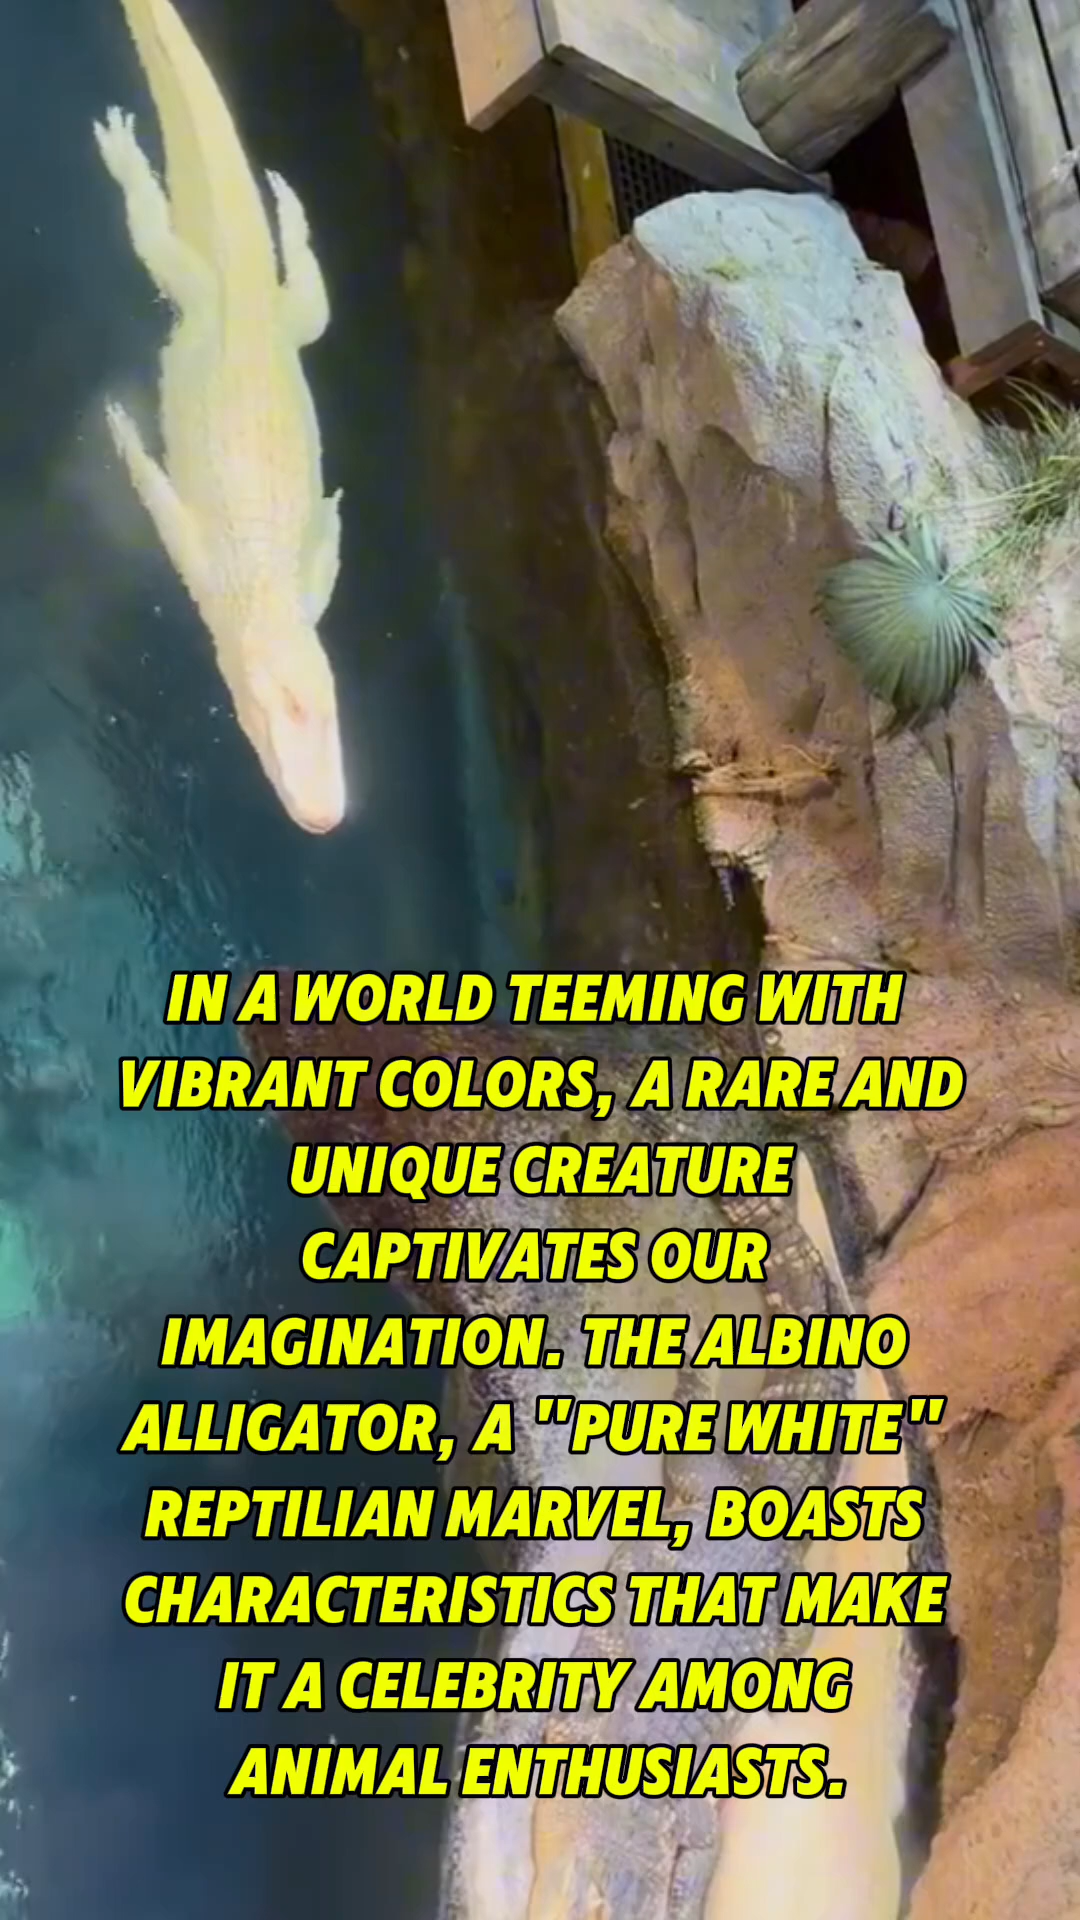 IN A WORLD TEEMING WITH
VIBRANT COLORS, A RARE AND
UNIQUE CREATURE
CAPTIVATES OUR
IMAGINATION. THE ALBINO
ALLIGATOR, A "PURE WHITE"
REPTILIAN MARVEL, BOASTS
CHARACTERISTICS THAT MAKE
IT A CELEBRITY AMONG
ANIMAL ENTHUSIASTS.